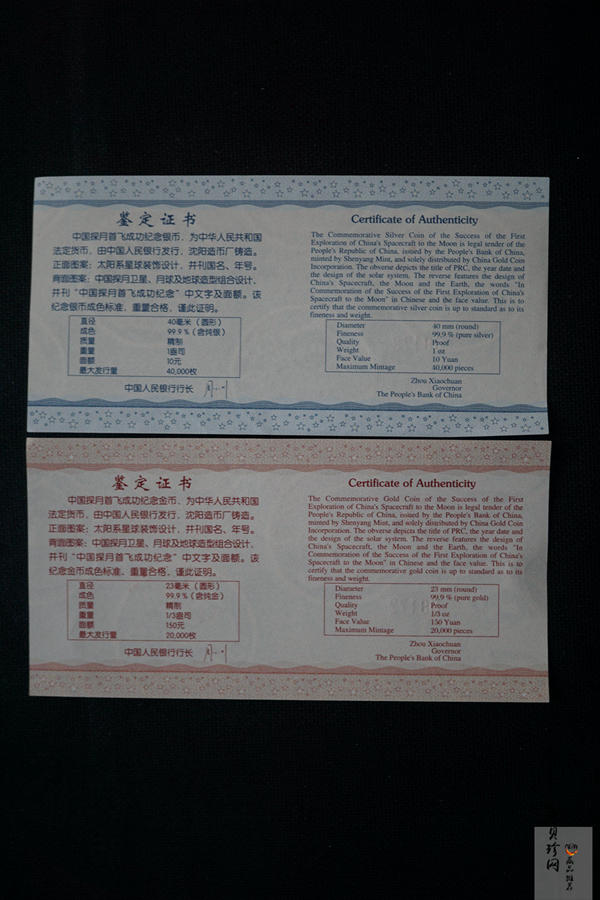 鉴定证书
中国探月首飞成功纪念银币，为中华人民共和国
法定货币，由中国人民银行发行，沈阳造币厂铸造。
正面图案：太阳系星球装饰设计，并刊国名、年号。
背面图案：中国探月卫星、月球及地球造型组合设计，
并刊“中国探月首飞成功纪念”中文字及面额。该
纪念银币成色标准、重量合格，谨此证明。
直径 40毫米（圆形）
成色 99.9%（含纯银）
质量 精制
重量 1盎司
面额 10元
最大发行量 40,000枚
中国人民银行行长
Certificate of Authenticity
The Commemorative Silver Coin of the Success of the First
Exploration of China's Spacecraft to the Moon is legal tender of the
People's Republic of China, issued by the People's Bank of China,
minted by Shenyang Mint, and solely distributed by China Gold Coin
Incorporation. The obverse depicts the title of PRC, the year date and
the design of the solar system. The reverse features the design of
China's Spacecraft, the Moon and the Earth, the words "In
Commemoration of the Success of the First Exploration of China's
Spacecraft to the Moon" in Chinese and the face value. This is to
certify that the commemorative silver coin is up to standard as to its
fineness and weight.
Diameter 40 mm (round)
Fineness 99.9 % (pure silver)
Quality Proof
Weight 1 oz
Face Value 10 Yuan
Maximum Mintage 40,000 pieces
Zhou Xiaochuan
Governor
The People's Bank of China
鉴定证书
中国探月首飞成功纪念金币，为中华人民共和国
法定货币，由中国人民银行发行，沈阳造币厂铸造。
正面图案：太阳系星球装饰设计，并刊国名、年号。
背面图案：中国探月卫星、月球及地球造型组合设计，
并刊“中国探月首飞成功纪念”中文字及面额。该
纪念金币成色标准、重量合格，谨此证明。
直径 23毫米（圆形）
成色 99.9%（含纯金）
质量 精制
重量 1/3盎司
面额 150元
最大发行量 20,000枚
中国人民银行行长
Certificate of Authenticity
The Commemorative Gold Coin of the Success of the First
Exploration of China's Spacecraft to the Moon is legal tender of the
People's Republic of China, issued by the People's Bank of China,
minted by Shenyang Mint, and solely distributed by China Gold Coin
Incorporation. The obverse depicts the title of PRC, the year date and
the design of the solar system. The reverse features the design of
China's Spacecraft, the Moon and the Earth, the words "In
Commemoration of the Success of the First Exploration of China's
Spacecraft to the Moon" in Chinese and the face value. This is to
certify that the commemorative gold coin is up to standard as to its
fineness and weight.
Diameter 23 mm (round)
Fineness 99.9 % (pure gold)
Quality Proof
Weight 1/3 oz
Face Value 150 Yuan
Maximum Mintage 20,000 pieces
Zhou Xiaochuan
Governor
The People's Bank of China
贝珍网
藏品推荐